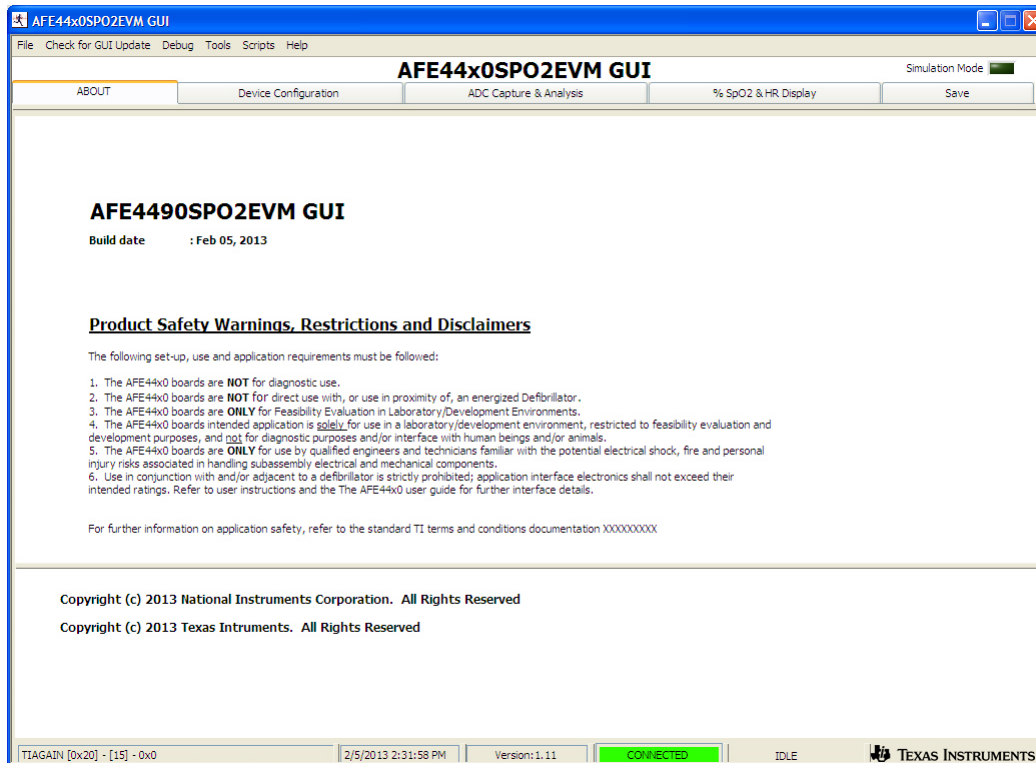 AFE44x0SPO2EVM GUI
File Check for GUI Update Debug Tools Scripts Help
AFE44x0SPO2EVM GUI
Simulation Mode
ABOUT Device Configuration ADC Capture & Analysis % SpO2 & HR Display Save
AFE4490SPO2EVM GUI
Build date : Feb 05, 2013
Product Safety Warnings, Restrictions and Disclaimers
The following set-up, use and application requirements must be followed:
1. The AFE44x0 boards are NOT for diagnostic use.
2. The AFE44x0 boards are NOT for direct use with, or use in proximity of, an energized Defibrillator.
3. The AFE44x0 boards are ONLY for Feasibility Evaluation in Laboratory/Development Environments.
4. The AFE44x0 boards intended application is solely for use in a laboratory/development environment, restricted to feasibility evaluation and
development purposes, and not for diagnostic purposes and/or interface with human beings and/or animals.
5. The AFE44x0 boards are ONLY for use by qualified engineers and technicians familiar with the potential electrical shock, fire and personal
injury risks associated in handling subassembly electrical and mechanical components.
6. Use in conjunction with and/or adjacent to a defibrillator is strictly prohibited; application interface electronics shall not exceed their
intended ratings. Refer to user instructions and the The AFE44x0 user guide for further interface details.
For further information on application safety, refer to the standard TI terms and conditions documentation XXXXXXXXX
Copyright (c) 2013 National Instruments Corporation. All Rights Reserved
Copyright (c) 2013 Texas Intruments. All Rights Reserved
TIAGAIN [0x20] - [15] - 0x0 2/5/2013 2:31:58 PM Version:1.11 CONNECTED IDLE TEXAS INSTRUMENTS